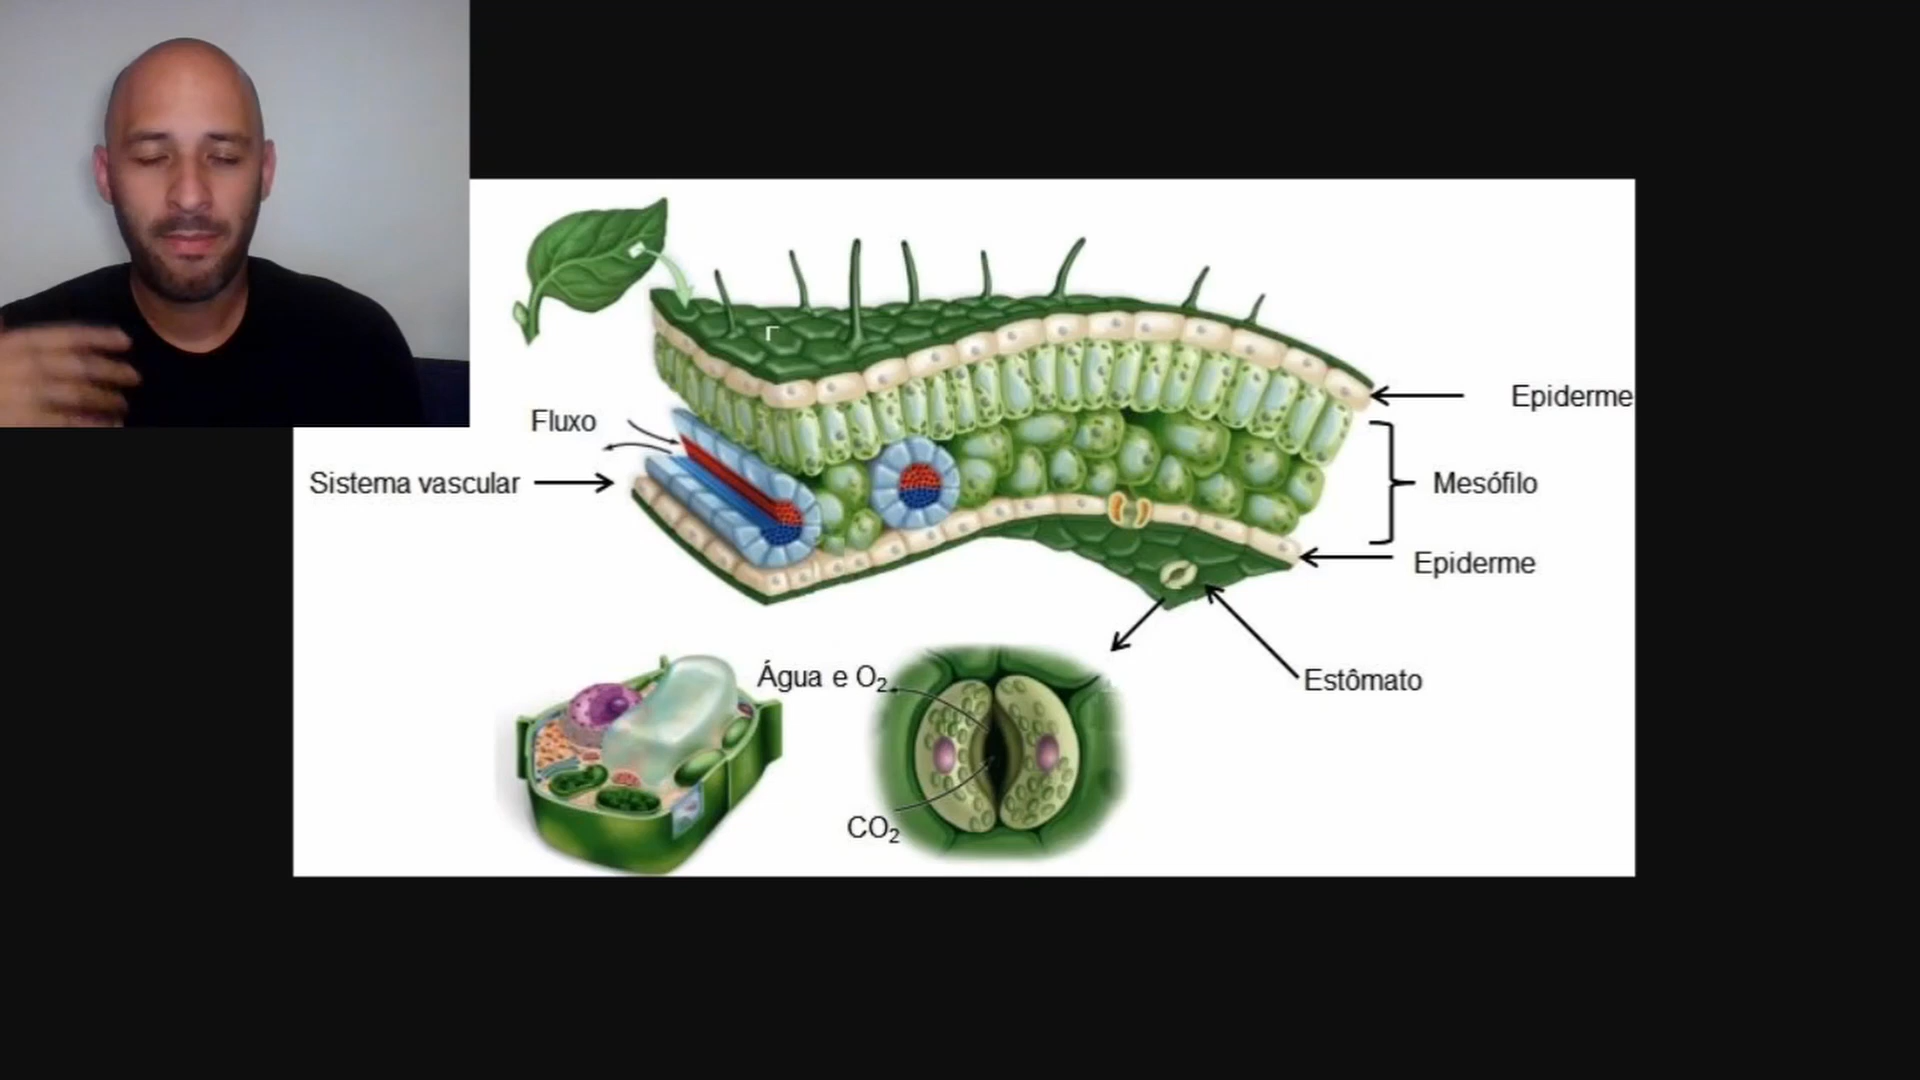 Epiderme
Fluxo
Sistema vascular
Mesófilo
Epiderme
Água e O₂
Estômato
CO₂